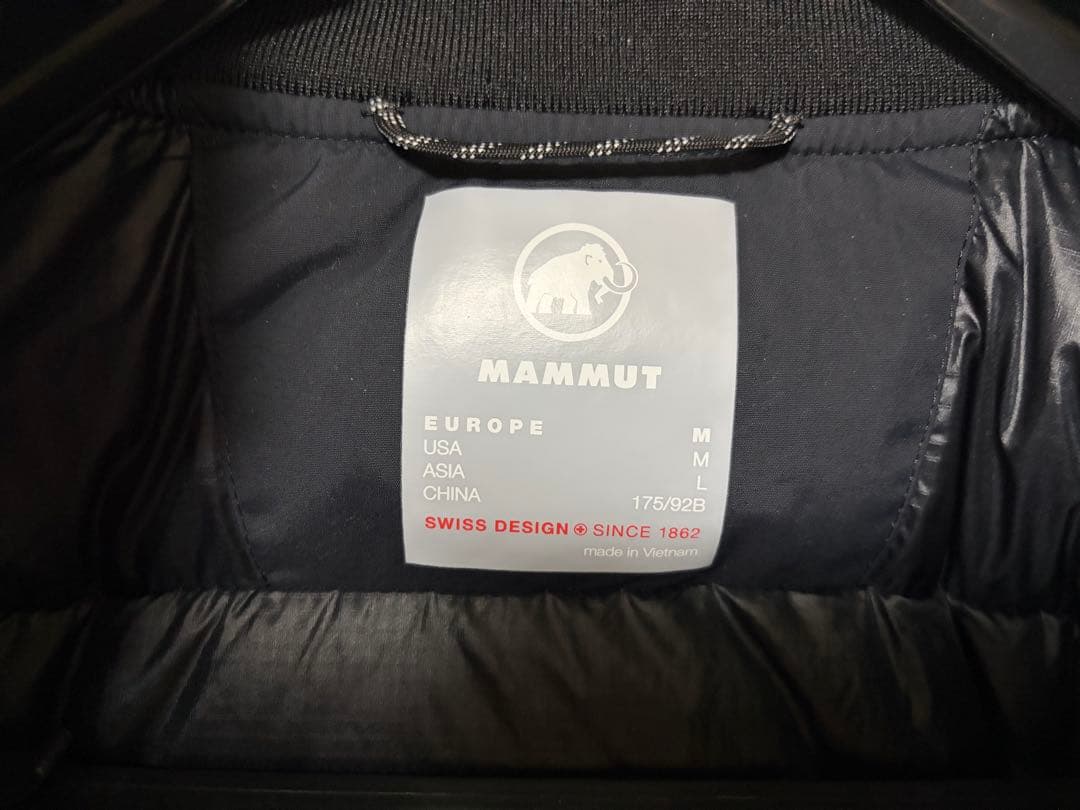 MAMMUT
EUROPE M
USA M
ASIA L
CHINA 175/92B
SWISS DESIGN SINCE 1862
made in Vietnam